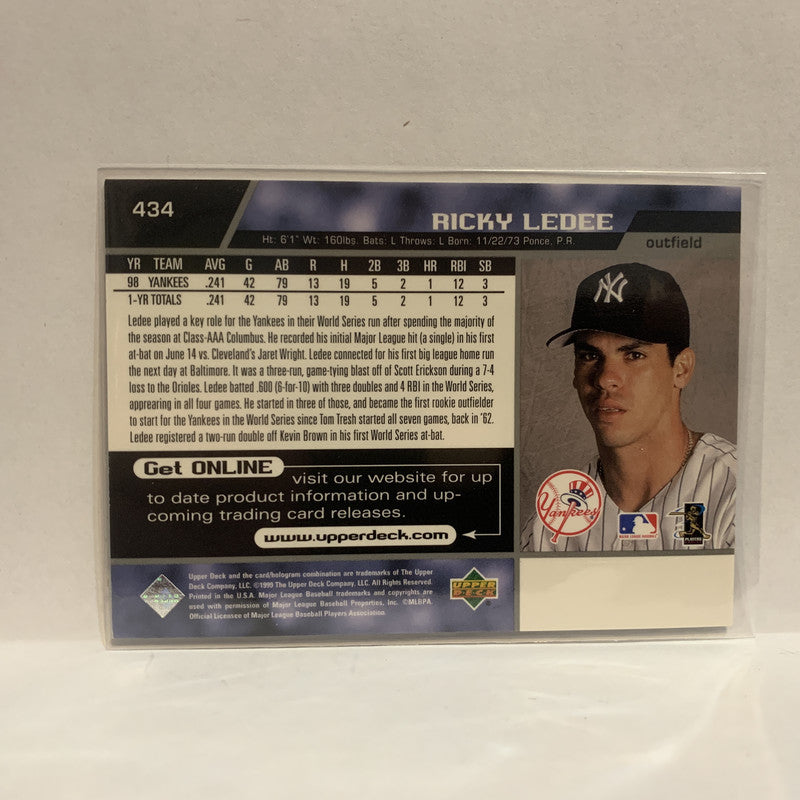 434
RICKY LEDEE
Ht: 6'1" Wt: 160lbs. Bats: L Throws: L Born: 11/22/73 Ponce, P.R.
outfield
YR TEAM AVG G AB R H 2B 3B HR RBI SB
98 YANKEES .241 42 79 13 19 5 2 1 12 3
1-YR TOTALS .241 42 79 13 19 5 2 1 12 3
Ledee played a key role for the Yankees in their World Series run after spending the majority of
the season at Class-AAA Columbus. He recorded his initial Major League hit (a single) in his first
at-bat on June 14 vs. Cleveland's Jaret Wright. Ledee connected for his first big league home run
the next day at Baltimore. It was a three-run, game-tying blast off of Scott Erickson during a 7-4
loss to the Orioles. Ledee batted .600 (6-for-10) with three doubles and 4 RBI in the World Series,
apprearing in all four games. He started in three of those, and became the first rookie outfielder
to start for the Yankees in the World Series since Tom Tresh started all seven games, back in '62.
Ledee registered a two-run double off Kevin Brown in his first World Series at-bat.
Get ONLINE
visit our website for up
to date product information and up-
coming trading card releases.
www.upperdeck.com
NY
Yankees
MAJOR LEAGUE BASEBALL
PLAYERS
Upper Deck and the card/hologram combination are trademarks of The Upper
Deck Company, LLC. ©1999 The Upper Deck Company, LLC. All Rights Reserved.
Printed in the U.S.A. Major League Baseball trademarks and copyrights are
used with permission of Major League Baseball Properties, Inc. ©MLBPA.
Official Licensee of Major League Baseball Players Association.
UPPER
DECK